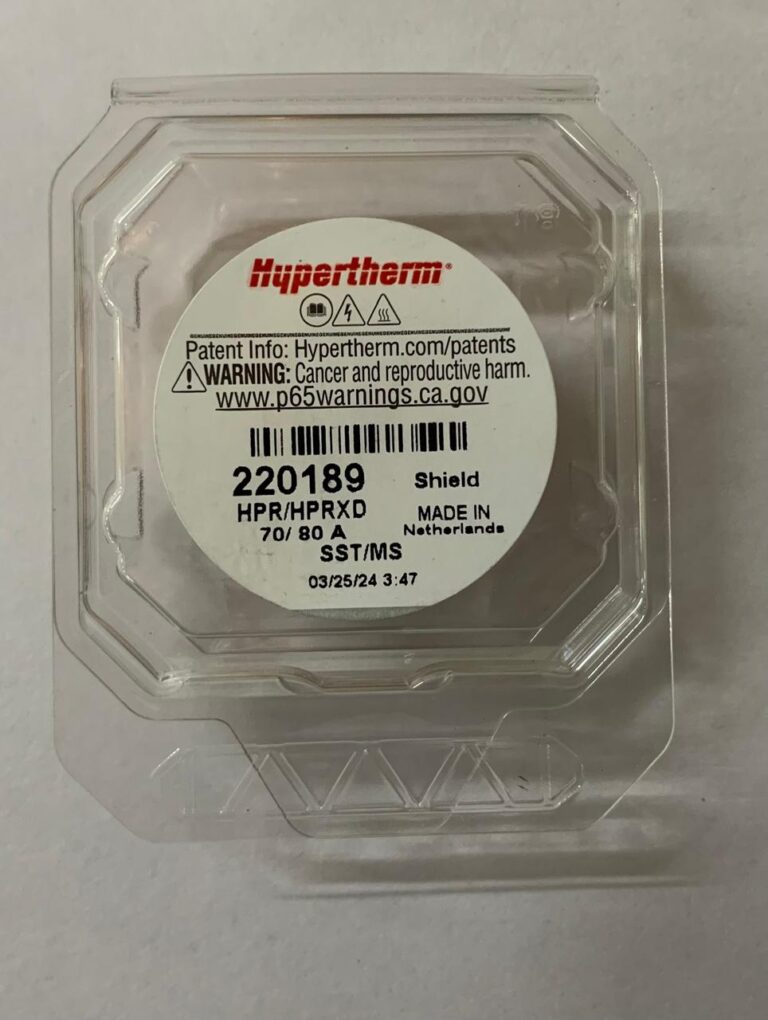 Hypertherm®
Patent Info: Hypertherm.com/patents
WARNING: Cancer and reproductive harm.
www.p65warnings.ca.gov
220189 Shield
HPR/HPRXD MADE IN
70/ 80 A Netherlands
SST/MS
03/25/24 3:47